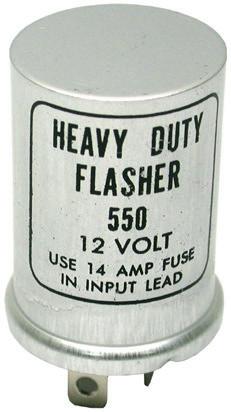 HEAVY DUTY
FLASHER
550
12 VOLT
USE 14 AMP FUSE
IN INPUT LEAD